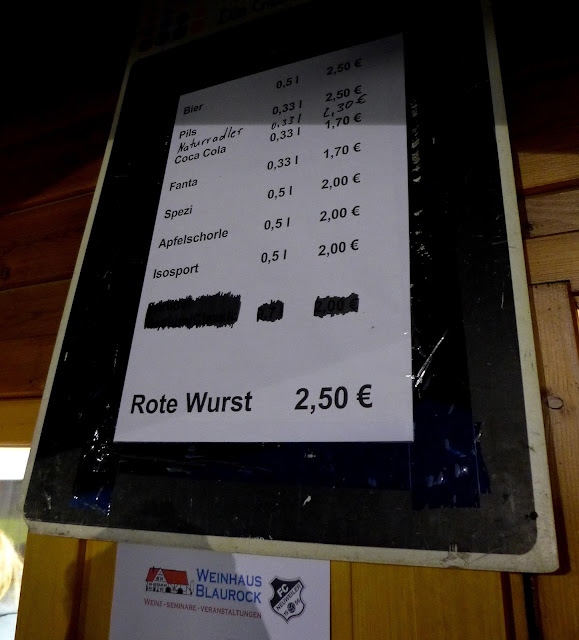 Bier 0,5 l 2,50 €
Pils 0,33 l 2,50 €
Naturradler 0,33 l 2,30 €
Coca Cola 0,33 l 1,70 €
Fanta 0,33 l 1,70 €
Spezi 0,5 l 2,00 €
Apfelschorle 0,5 l 2,00 €
Isosport 0,5 l 2,00 €
Rote Wurst 2,50 €
WEINHAUS
BLAUROCK
WEINE•SEMINARE•VERANSTALTUNGEN
FC